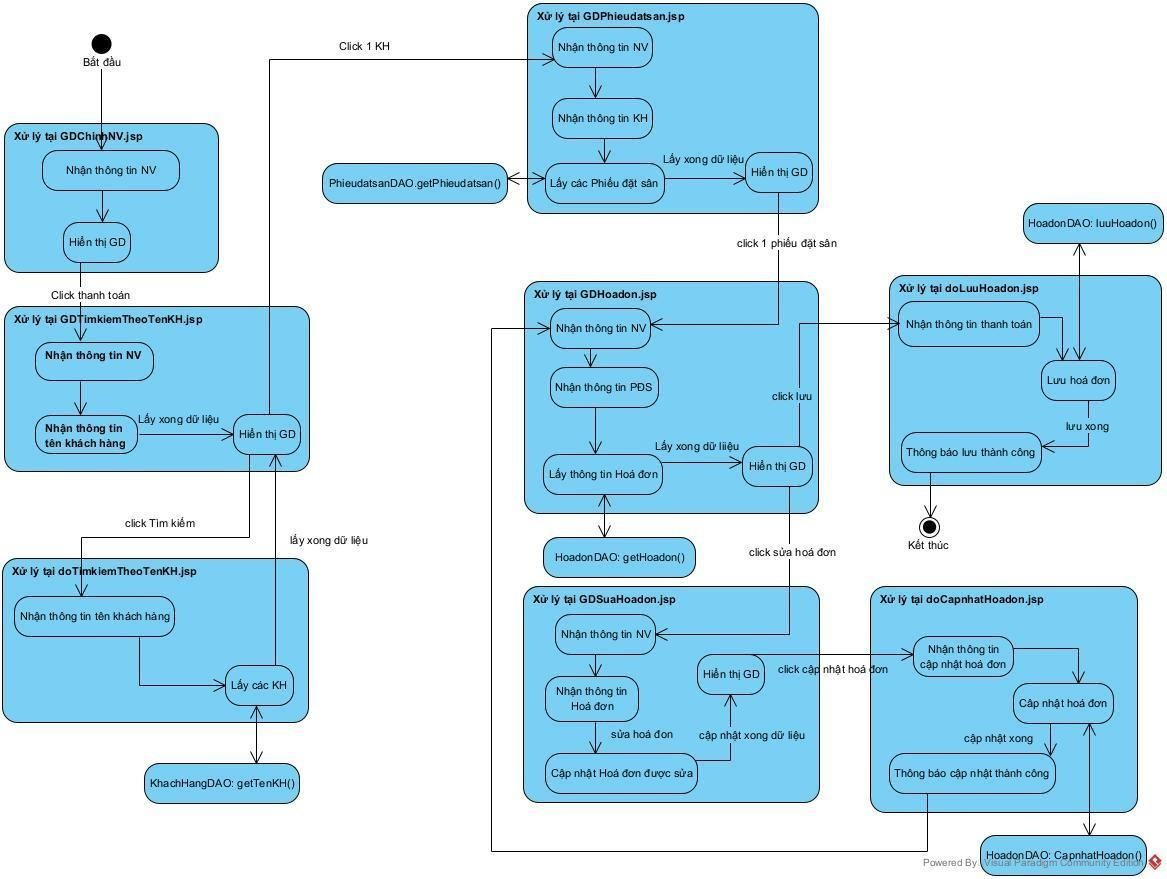 Bắt đầu
Xử lý tại GDChinhNV.jsp
Nhận thông tin NV
Hiển thị GD
Click thanh toán
Xử lý tại GDTimkiemTheoTenKH.jsp
Nhận thông tin NV
Nhận thông tin
tên khách hàng
Lấy xong dữ liệu
Hiển thị GD
click Tìm kiếm
lấy xong dữ liệu
Xử lý tại doTimkiemTheoTenKH.jsp
Nhận thông tin tên khách hàng
Lấy các KH
KhachHangDAO: getTenKH()
Click 1 KH
Xử lý tại GDPhieudatsan.jsp
Nhận thông tin NV
Nhận thông tin KH
Lấy các Phiếu đặt sân
Lấy xong dữ liệu
Hiển thị GD
PhieudatsanDAO.getPhieudatsan()
click 1 phiếu đặt sân
Xử lý tại GDHoadon.jsp
Nhận thông tin NV
Nhận thông tin PĐS
Lấy thông tin Hoá đơn
Lấy xong dữ liiệu
Hiển thị GD
HoadonDAO: getHoadon()
click lưu
click sửa hoá đơn
Xử lý tại GDSuaHoadon.jsp
Nhận thông tin NV
Nhận thông tin
Hoá đơn
sửa hoá đon
Cập nhật Hoá đơn được sửa
cập nhật xong dữ liệu
Hiển thị GD
click cập nhật hoá đơn
HoadonDAO: luuHoadon()
Xử lý tại doLuuHoadon.jsp
Nhận thông tin thanh toán
Lưu hoá đơn
lưu xong
Thông báo lưu thành công
Kết thúc
Xử lý tại doCapnhatHoadon.jsp
Nhận thông tin
cập nhật hoá đơn
Câp nhật hoá đơn
cập nhật xong
Thông báo cập nhật thành công
HoadonDAO: CapnhatHoadon()
Powered By: Visual Paradigm Community Edition